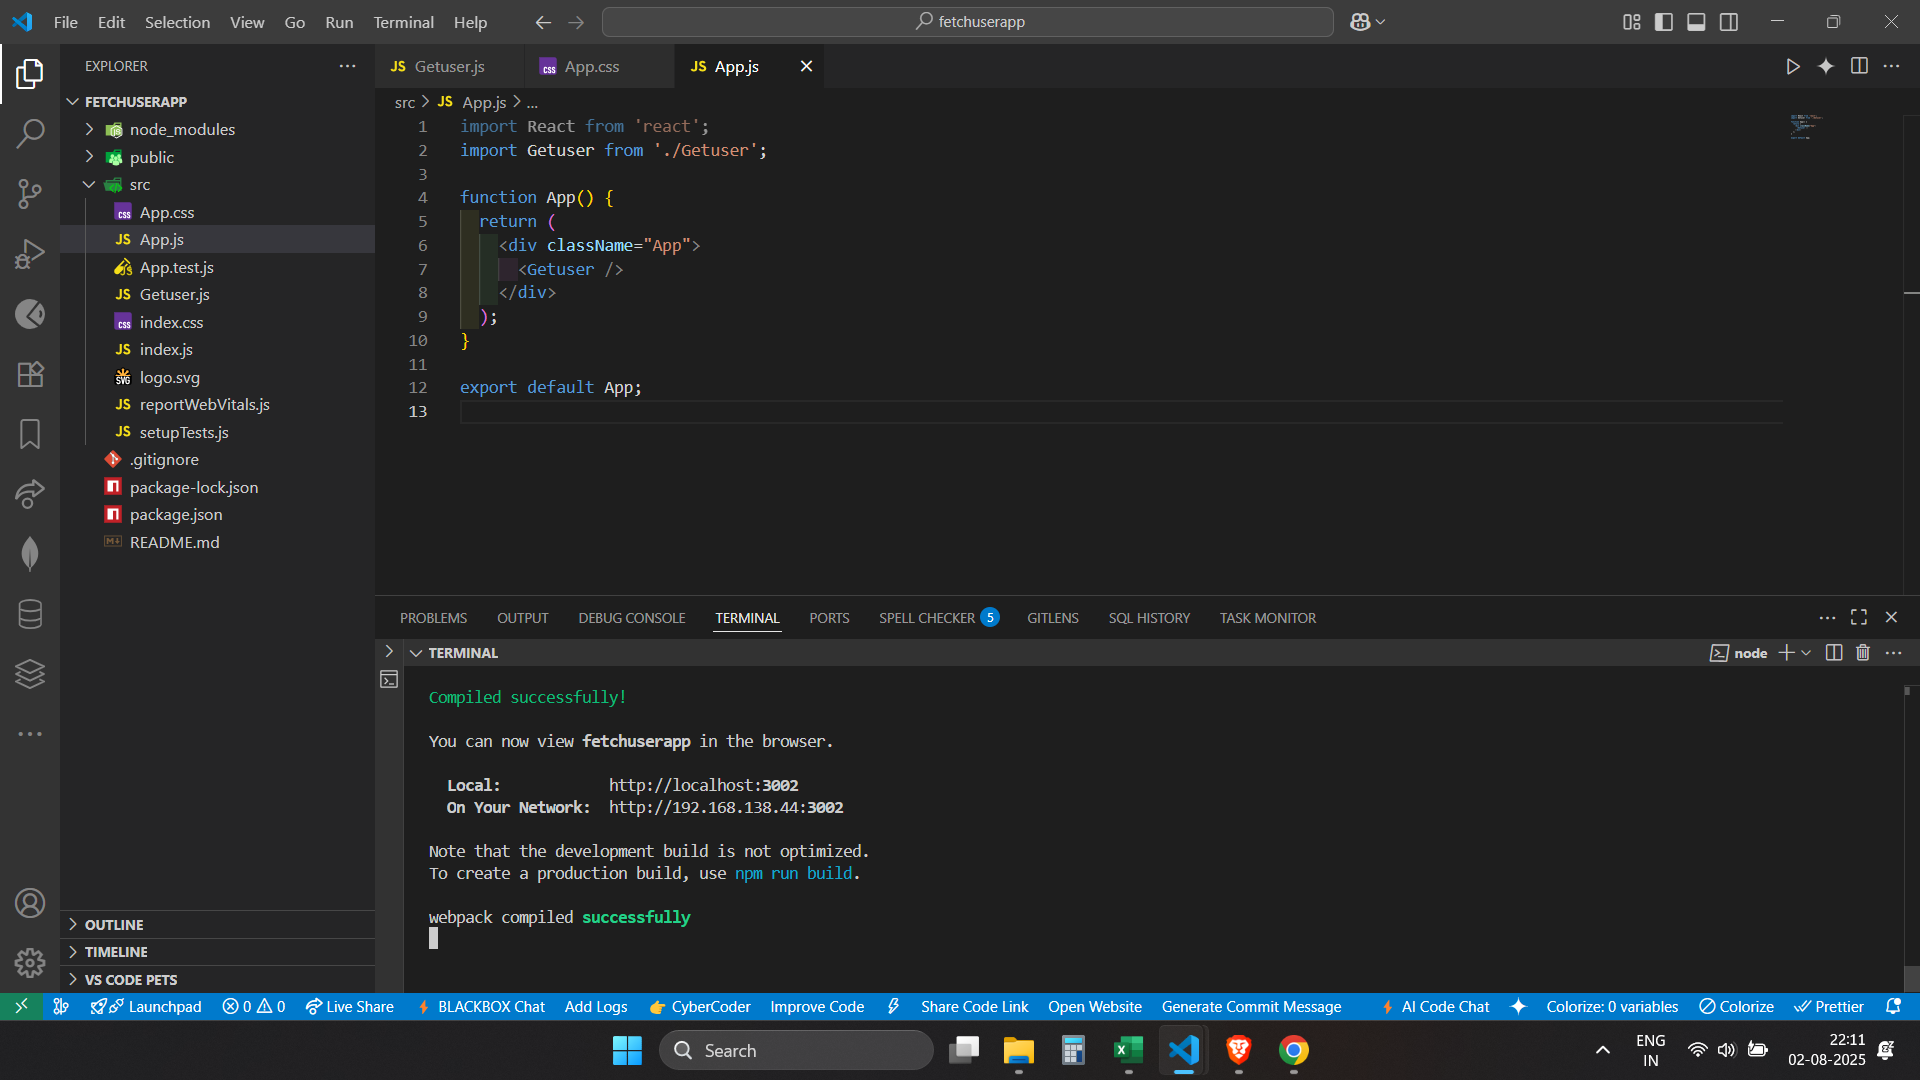 File Edit Selection View Go Run Terminal Help
fetchuserapp
EXPLORER
FETCHUSERAPP
node_modules
public
src
App.css
App.js
App.test.js
Getuser.js
index.css
index.js
logo.svg
reportWebVitals.js
setupTests.js
.gitignore
package-lock.json
package.json
README.md
OUTLINE
TIMELINE
VS CODE PETS
JS Getuser.js css App.css JS App.js
src > JS App.js > ...
1 import React from 'react';
2 import Getuser from './Getuser';
3
4 function App() {
5 return (
6 <div className="App">
7 <Getuser />
8 </div>
9 );
10 }
11
12 export default App;
13
PROBLEMS OUTPUT DEBUG CONSOLE TERMINAL PORTS SPELL CHECKER 5 GITLENS SQL HISTORY TASK MONITOR
TERMINAL
node
Compiled successfully!
You can now view fetchuserapp in the browser.
Local: http://localhost:3002
On Your Network: http://192.168.138.44:3002
Note that the development build is not optimized.
To create a production build, use npm run build.
webpack compiled successfully
Launchpad 0 0 Live Share BLACKBOX Chat Add Logs CyberCoder Improve Code Share Code Link Open Website Generate Commit Message AI Code Chat Colorize: 0 variables Colorize Prettier
Search
ENG
IN
22:11
02-08-2025